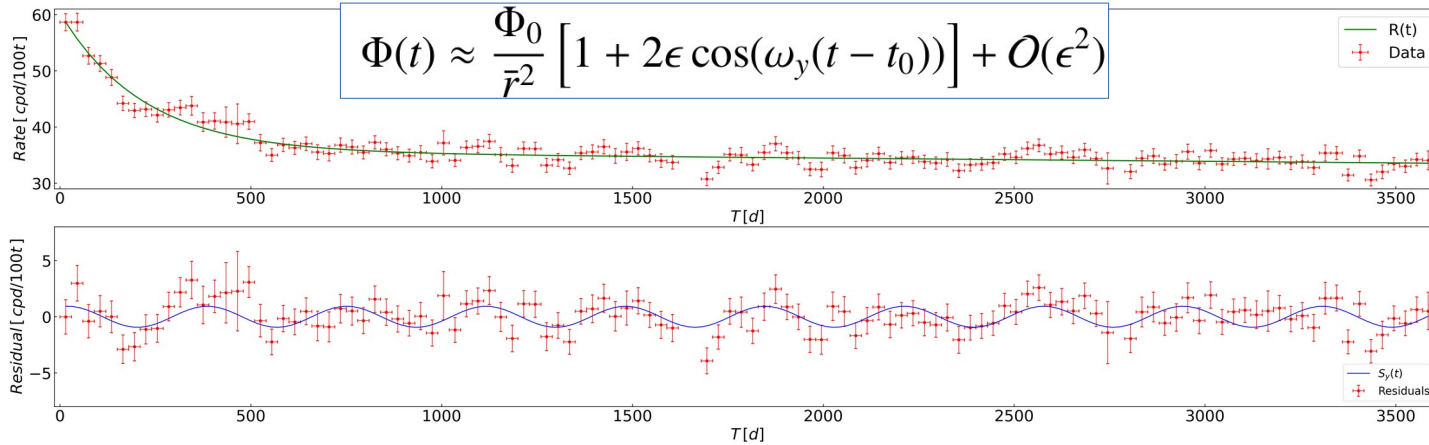 60
50
40
30
Rate [ cpd/100t ]
Φ(t) ≈ Φ₀/r̄² [1 + 2ϵ cos(ω_y(t − t₀))] + 𝒪(ϵ²)
R(t)
Data
0 500 1000 1500 2000 2500 3000 3500
T [d]
5
0
−5
Residual [ cpd/100t ]
S_y(t)
Residuals
0 500 1000 1500 2000 2500 3000 3500
T [d]